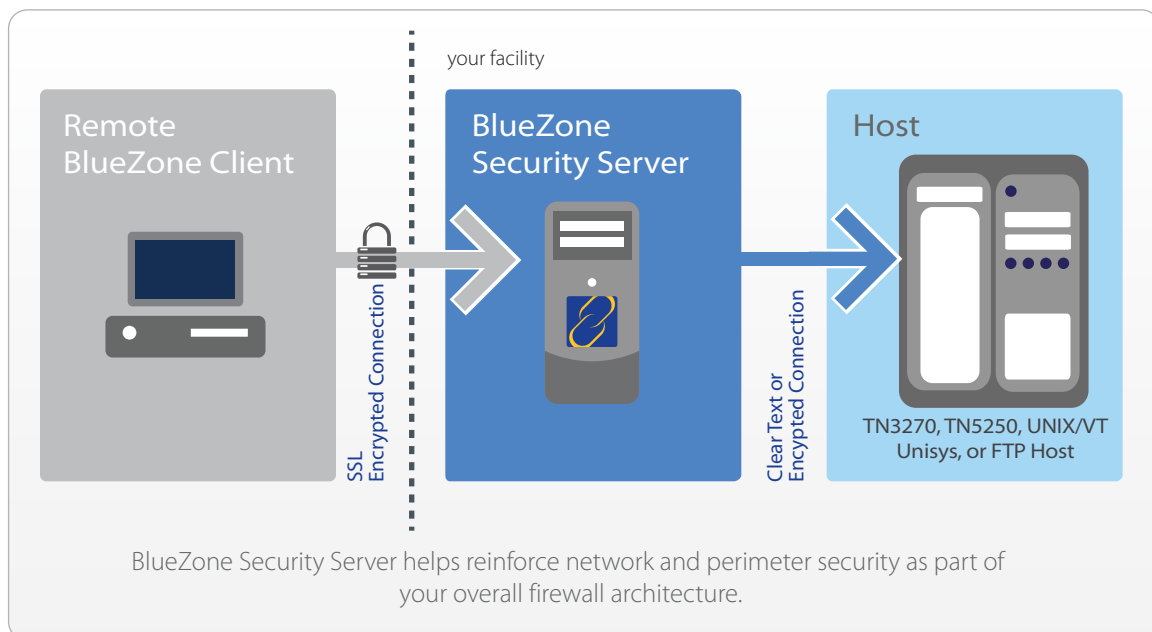 your facility
Remote
BlueZone Client
BlueZone
Security Server
Host
SSL
Encrypted Connection
Clear Text or
Encypted Connection
TN3270, TN5250, UNIX/VT
Unisys, or FTP Host
BlueZone Security Server helps reinforce network and perimeter security as part of
your overall firewall architecture.